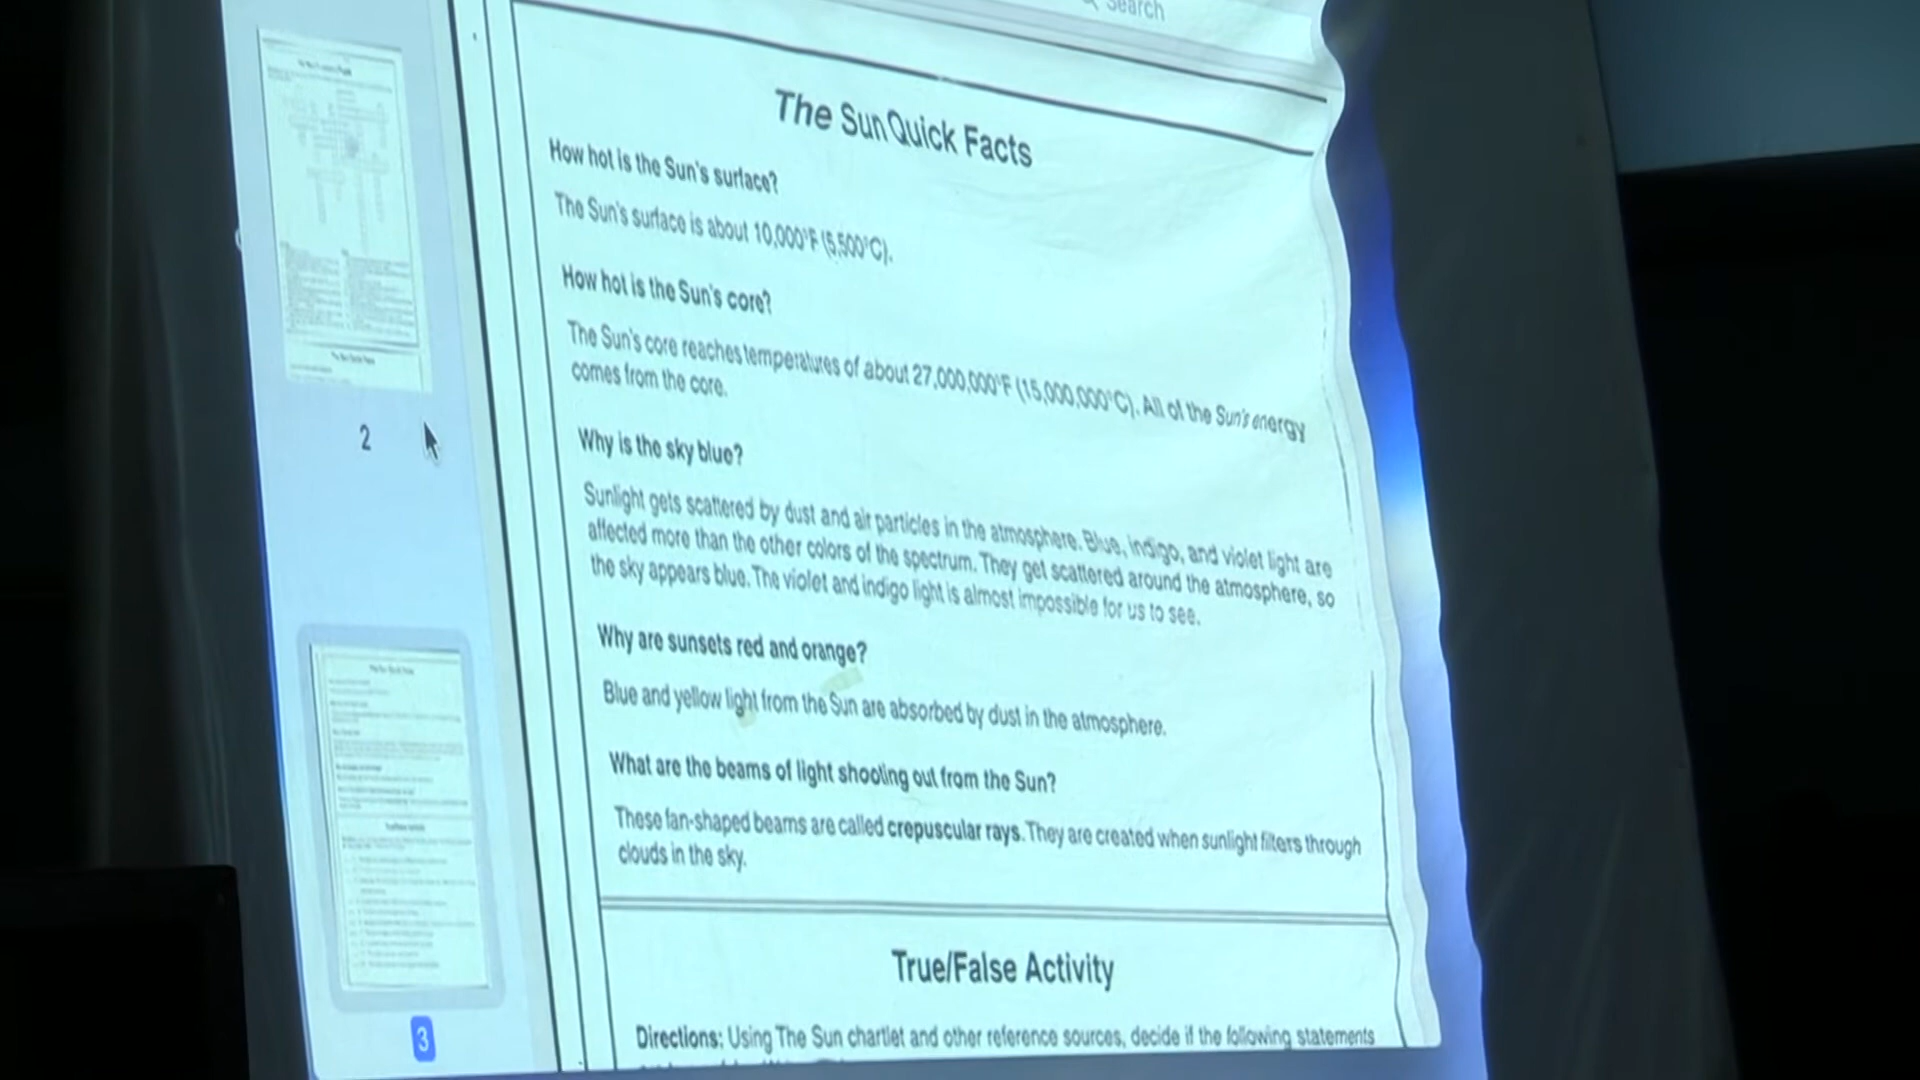 Search
The Sun Quick Facts
How hot is the Sun's surface?
The Sun's surface is about 10,000°F (5,500°C).
How hot is the Sun's core?
The Sun's core reaches temperatures of about 27,000,000°F (15,000,000°C). All of the Sun's energy
comes from the core.
Why is the sky blue?
Sunlight gets scattered by dust and air particles in the atmosphere. Blue, indigo, and violet light are
affected more than the other colors of the spectrum. They get scattered around the atmosphere, so
the sky appears blue. The violet and indigo light is almost impossible for us to see.
Why are sunsets red and orange?
Blue and yellow light from the Sun are absorbed by dust in the atmosphere.
What are the beams of light shooting out from the Sun?
These fan-shaped beams are called crepuscular rays. They are created when sunlight filters through
clouds in the sky.
True/False Activity
Directions: Using The Sun chartlet and other reference sources, decide if the following statements
2
3